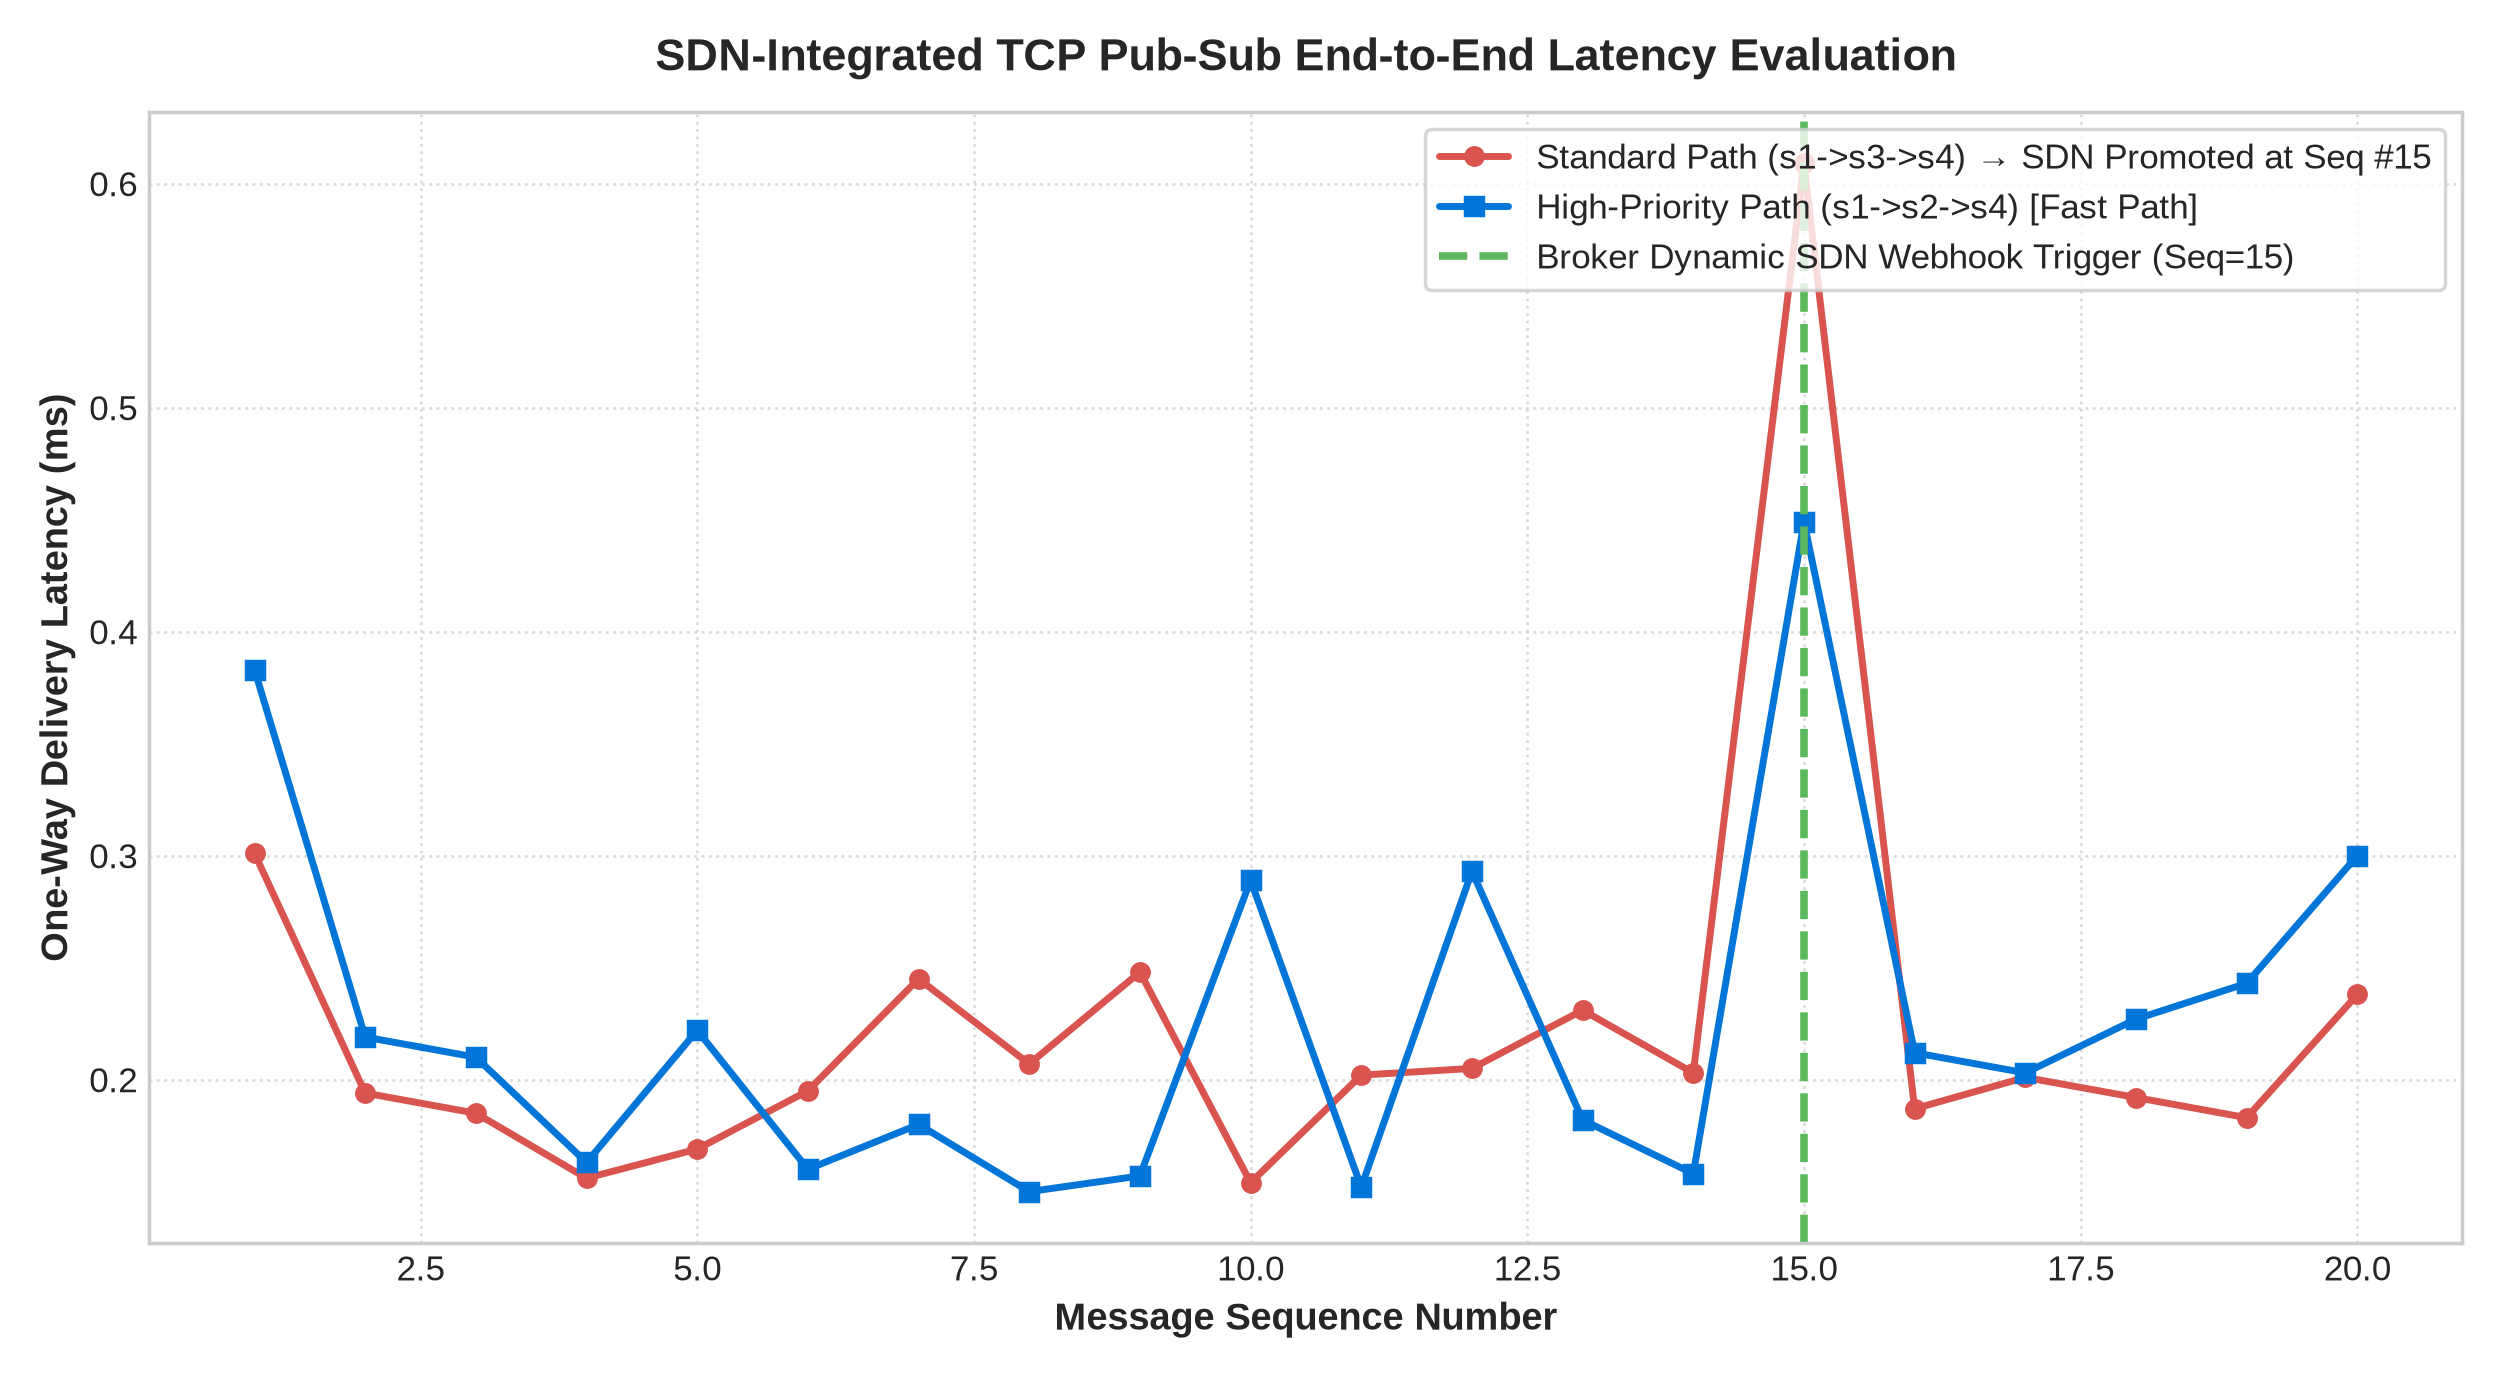 SDN-Integrated TCP Pub-Sub End-to-End Latency Evaluation
Standard Path (s1->s3->s4) → SDN Promoted at Seq #15
High-Priority Path (s1->s2->s4) [Fast Path]
Broker Dynamic SDN Webhook Trigger (Seq=15)
One-Way Delivery Latency (ms)
0.6
0.5
0.4
0.3
0.2
2.5 5.0 7.5 10.0 12.5 15.0 17.5 20.0
Message Sequence Number